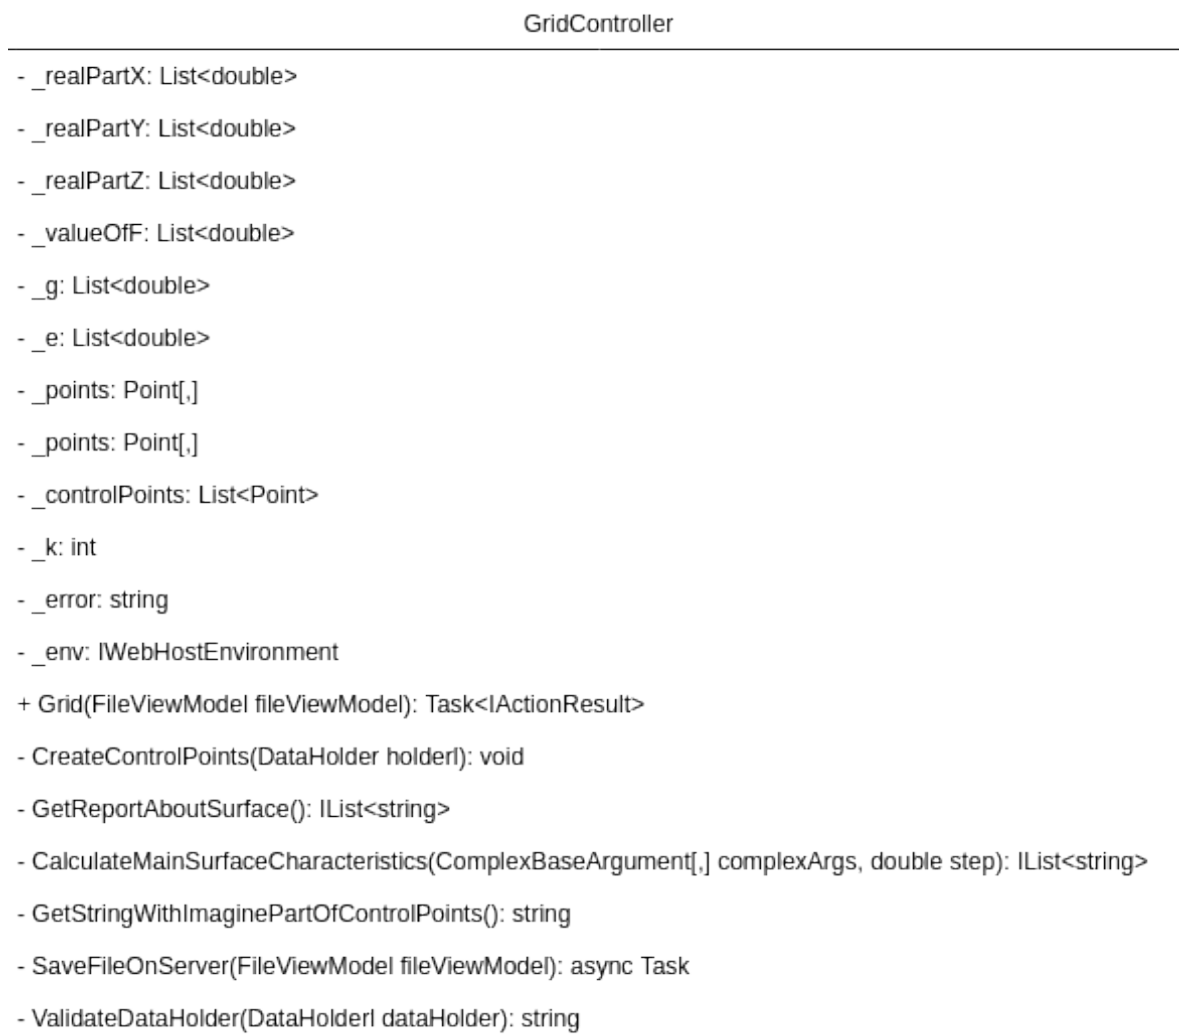 GridController
- _realPartX: List<double>
- _realPartY: List<double>
- _realPartZ: List<double>
- _valueOfF: List<double>
- _g: List<double>
- _e: List<double>
- _points: Point[,]
- _points: Point[,]
- _controlPoints: List<Point>
- _k: int
- _error: string
- _env: IWebHostEnvironment
+ Grid(FileViewModel fileViewModel): Task<IActionResult>
- CreateControlPoints(DataHolder holderl): void
- GetReportAboutSurface(): IList<string>
- CalculateMainSurfaceCharacteristics(ComplexBaseArgument[,] complexArgs, double step): IList<string>
- GetStringWithImaginePartOfControlPoints(): string
- SaveFileOnServer(FileViewModel fileViewModel): async Task
- ValidateDataHolder(DataHolderl dataHolder): string